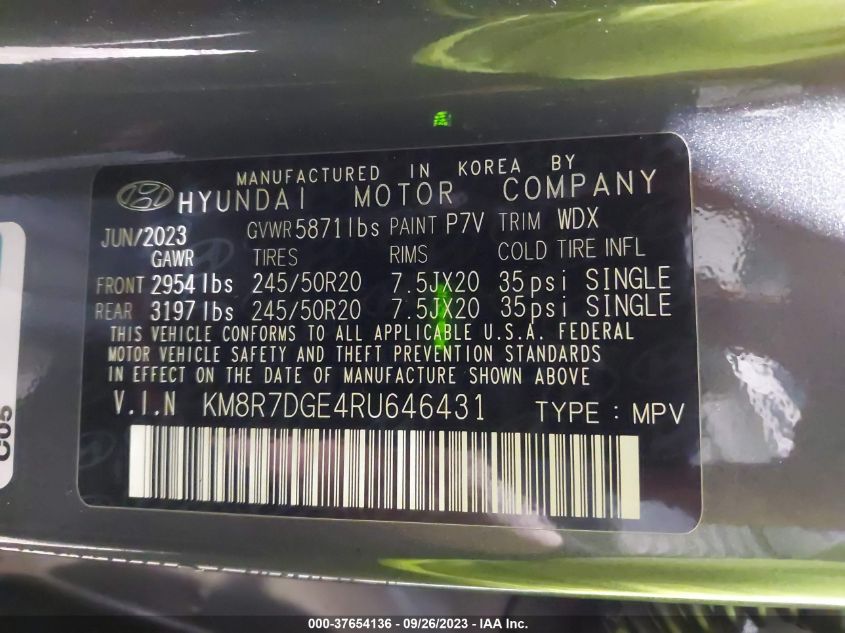 MANUFACTURED IN KOREA BY
HYUNDAI MOTOR COMPANY
JUN/2023 GVWR 5871lbs PAINT P7V TRIM WDX
GAWR TIRES RIMS COLD TIRE INFL
FRONT 2954lbs 245/50R20 7.5JX20 35psi SINGLE
REAR 3197lbs 245/50R20 7.5JX20 35psi SINGLE
THIS VEHICLE CONFORMS TO ALL APPLICABLE U.S.A. FEDERAL
MOTOR VEHICLE SAFETY AND THEFT PREVENTION STANDARDS
IN EFFECT ON THE DATE OF MANUFACTURE SHOWN ABOVE
V.I.N KM8R7DGE4RU646431 TYPE : MPV
C05
000-37654136 - 09/26/2023 - IAA Inc.